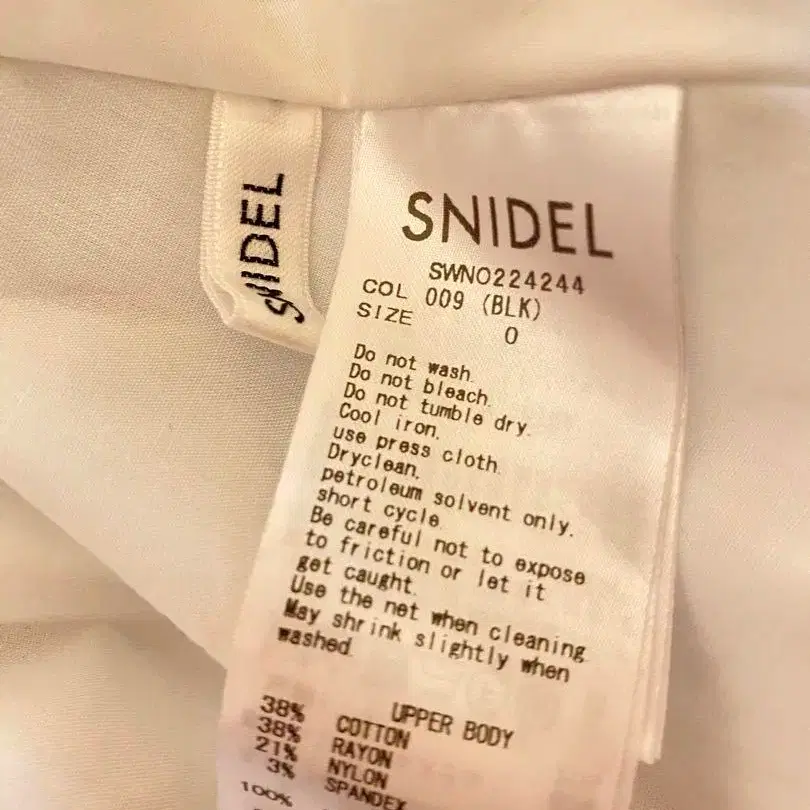 SNIDEL
SNIDEL
SWNO224244
COL 009 (BLK)
SIZE 0
Do not wash.
Do not bleach.
Do not tumble dry.
Cool iron,
use press cloth.
Dryclean,
petroleum solvent only,
short cycle.
Be careful not to expose
to friction or let it
get caught.
Use the net when cleaning.
May shrink slightly when
washed.
UPPER BODY
38% COTTON
38% RAYON
21% NYLON
3% SPANDEX
100%